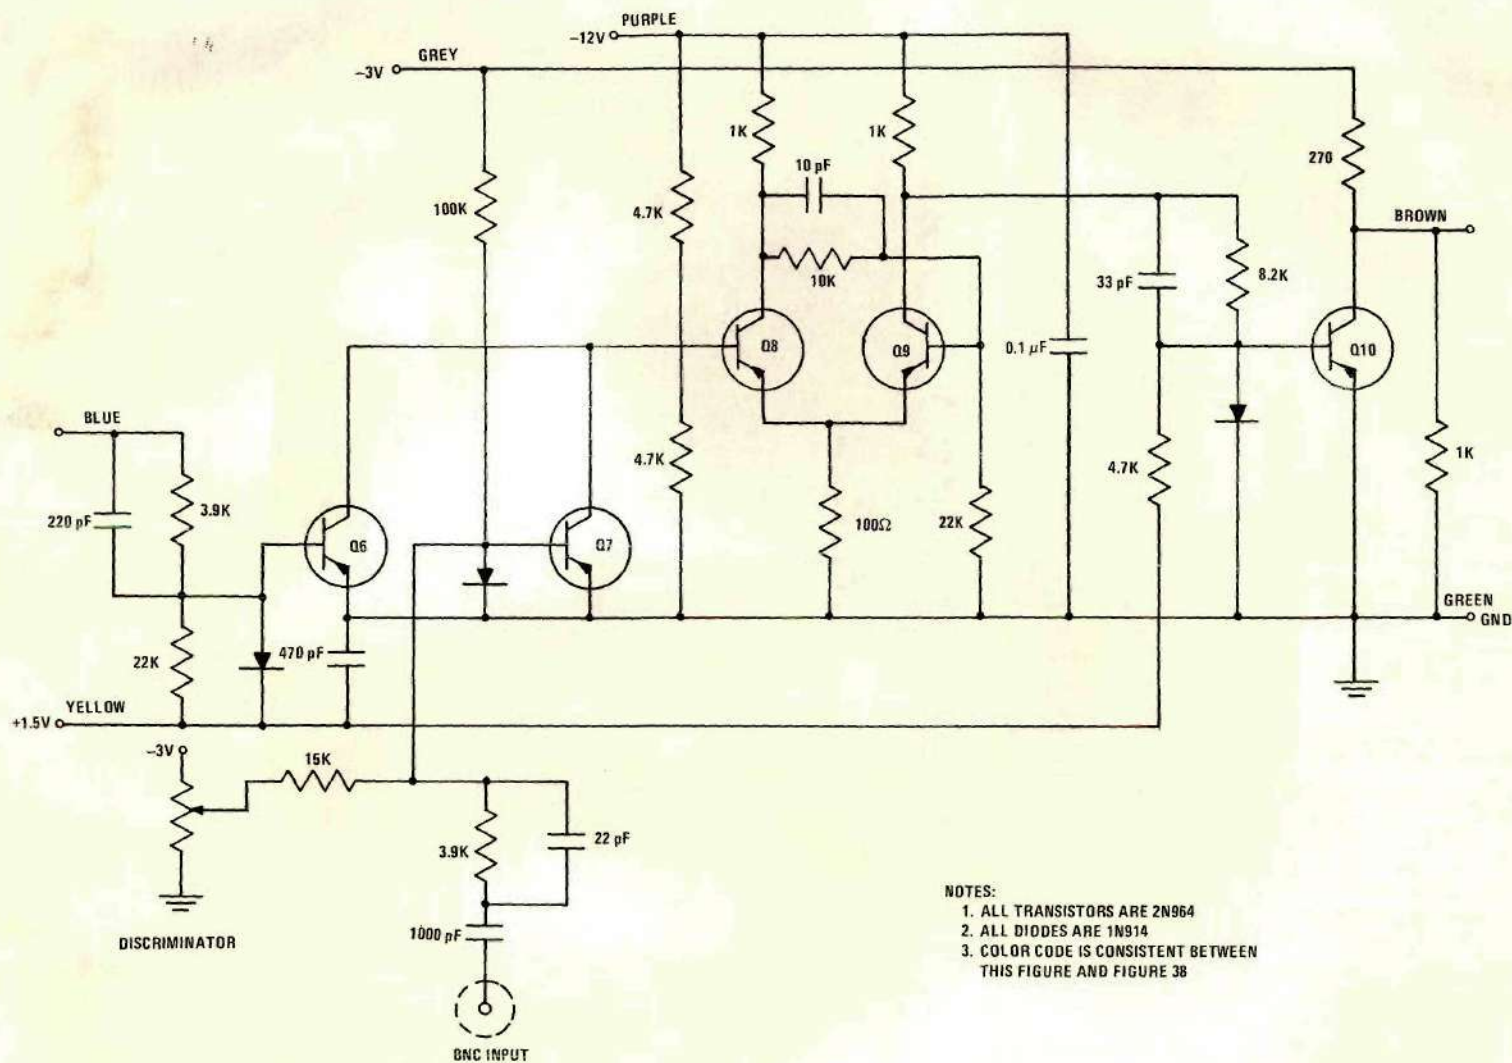 PURPLE
−12V
GREY
−3V
1K
1K
270
10 pF
100K
4.7K
BROWN
10K
33 pF
8.2K
Q8
Q9
0.1 µF
Q10
BLUE
4.7K
4.7K
1K
220 pF
3.9K
Q6
Q7
100Ω
22K
GREEN
GND
22K
470 pF
YELLOW
+1.5V
−3V
15K
3.9K
22 pF
DISCRIMINATOR
1000 pF
BNC INPUT
NOTES:
1. ALL TRANSISTORS ARE 2N964
2. ALL DIODES ARE 1N914
3. COLOR CODE IS CONSISTENT BETWEEN
THIS FIGURE AND FIGURE 38